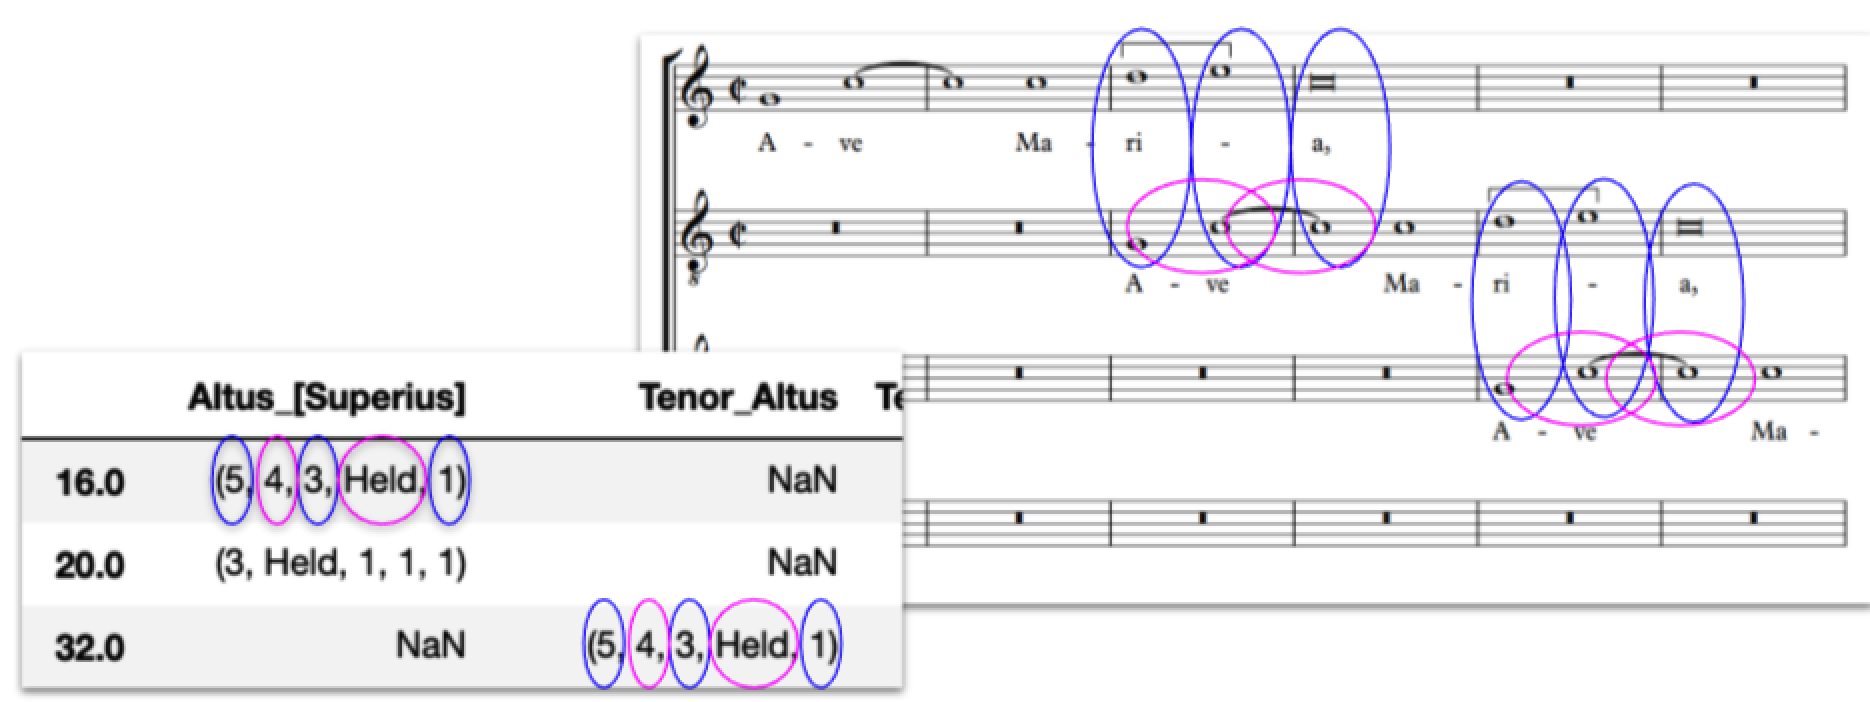 A - ve Ma - ri - a,
A - ve Ma - ri - a,
A - ve Ma -
Altus_[Superius] Tenor_Altus
16.0 (5, 4, 3, Held, 1) NaN
20.0 (3, Held, 1, 1, 1) NaN
32.0 NaN (5, 4, 3, Held, 1)